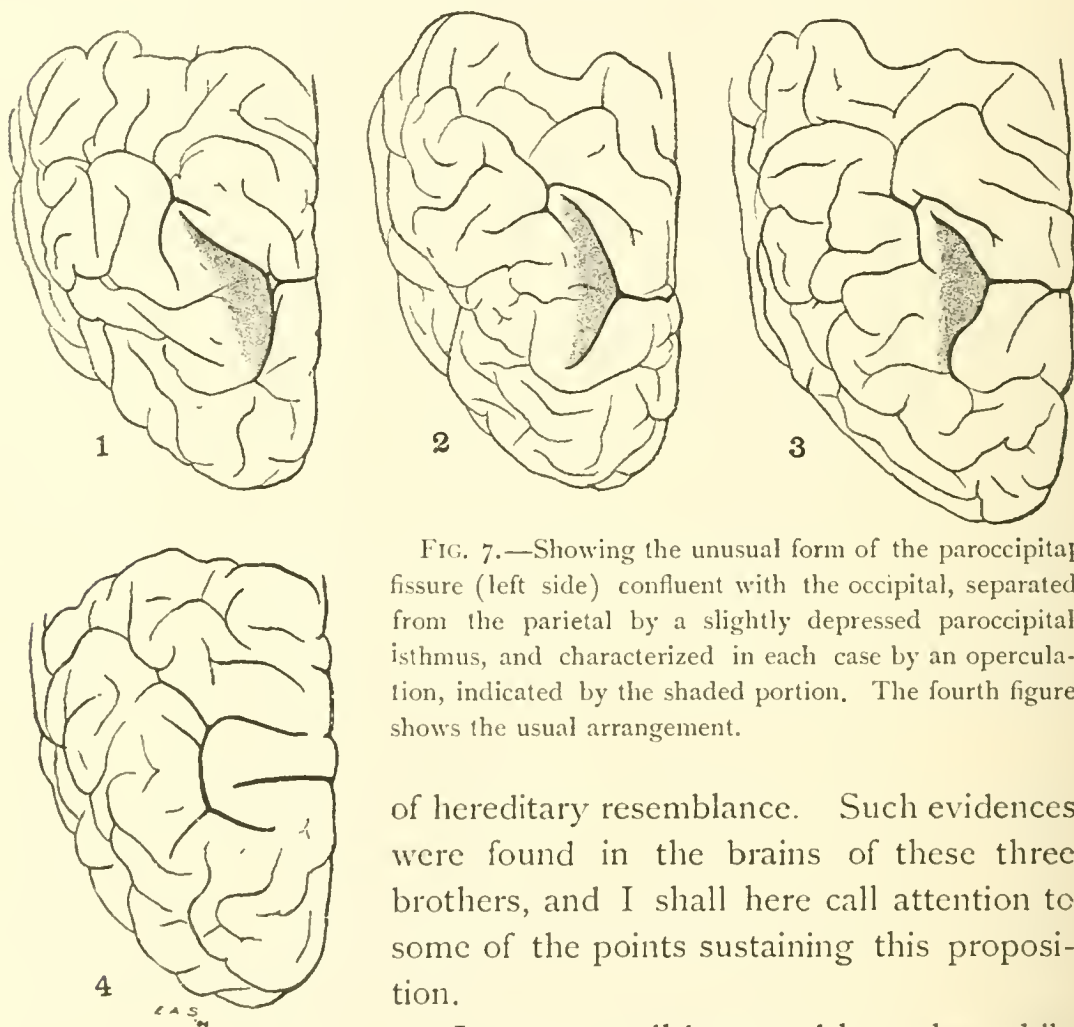 1
2
3
FIG. 7.—Showing the unusual form of the paroccipital
fissure (left side) confluent with the occipital, separated
from the parietal by a slightly depressed paroccipital
isthmus, and characterized in each case by an opercula-
tion, indicated by the shaded portion. The fourth figure
shows the usual arrangement.
4
E A S
of hereditary resemblance. Such evidences
were found in the brains of these three
brothers, and I shall here call attention to
some of the points sustaining this proposi-
tion.